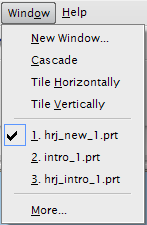 Window Help
New Window...
Cascade
Tile Horizontally
Tile Vertically
1. hrj_new_1.prt
2. intro_1.prt
3. hrj_intro_1.prt
More...